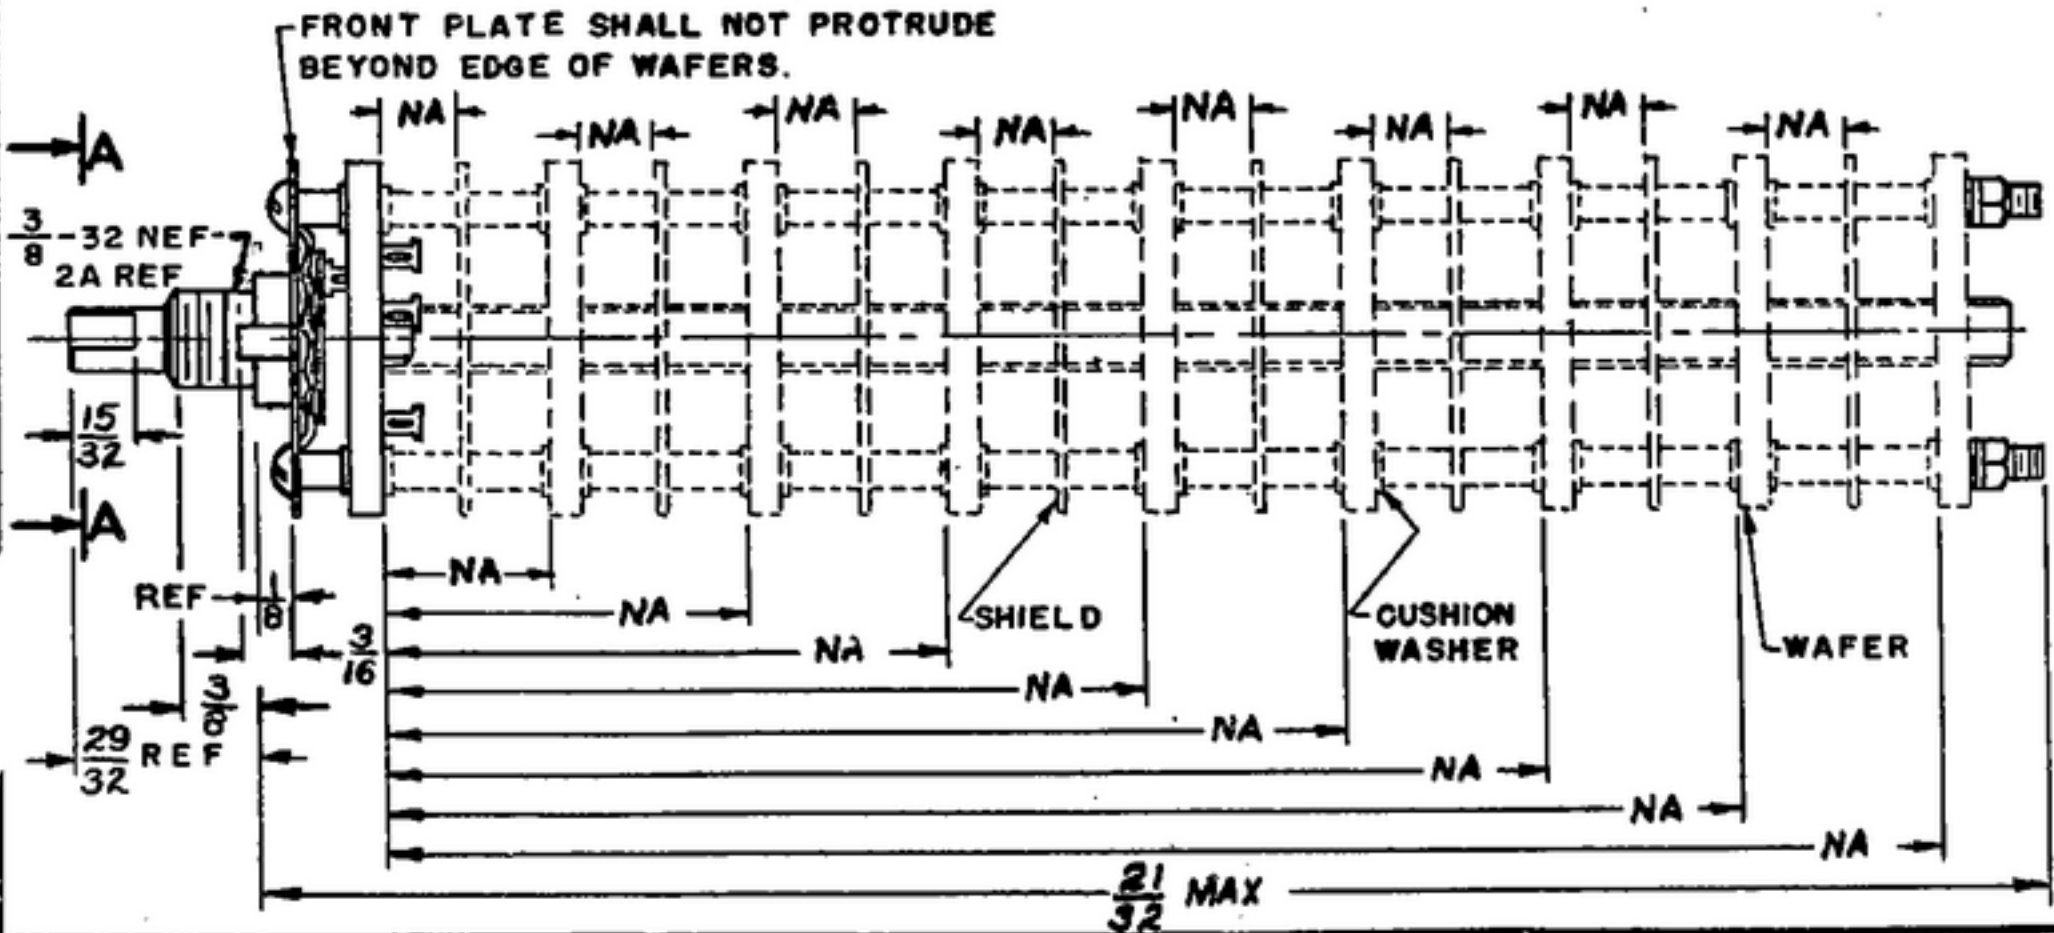 FRONT PLATE SHALL NOT PROTRUDE
BEYOND EDGE OF WAFERS.
NA NA NA NA NA NA NA NA
A
3/8-32 NEF-
2A REF
15/32
A
NA
REF 1/8
NA
SHIELD
CUSHION
WASHER
WAFER
3/16
NA
NA
3/8
NA
29/32 REF
NA
NA
NA
21/32 MAX